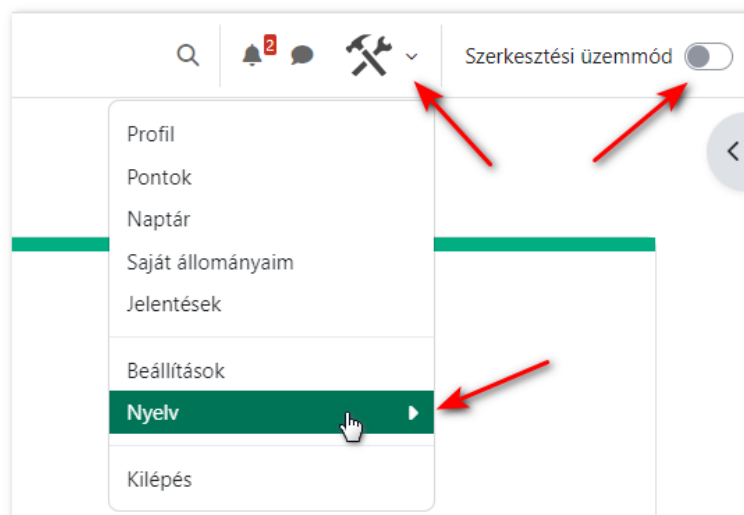 2
Szerkesztési üzemmód
Profil
Pontok
Naptár
Saját állományaim
Jelentések
Beállítások
Nyelv
Kilépés